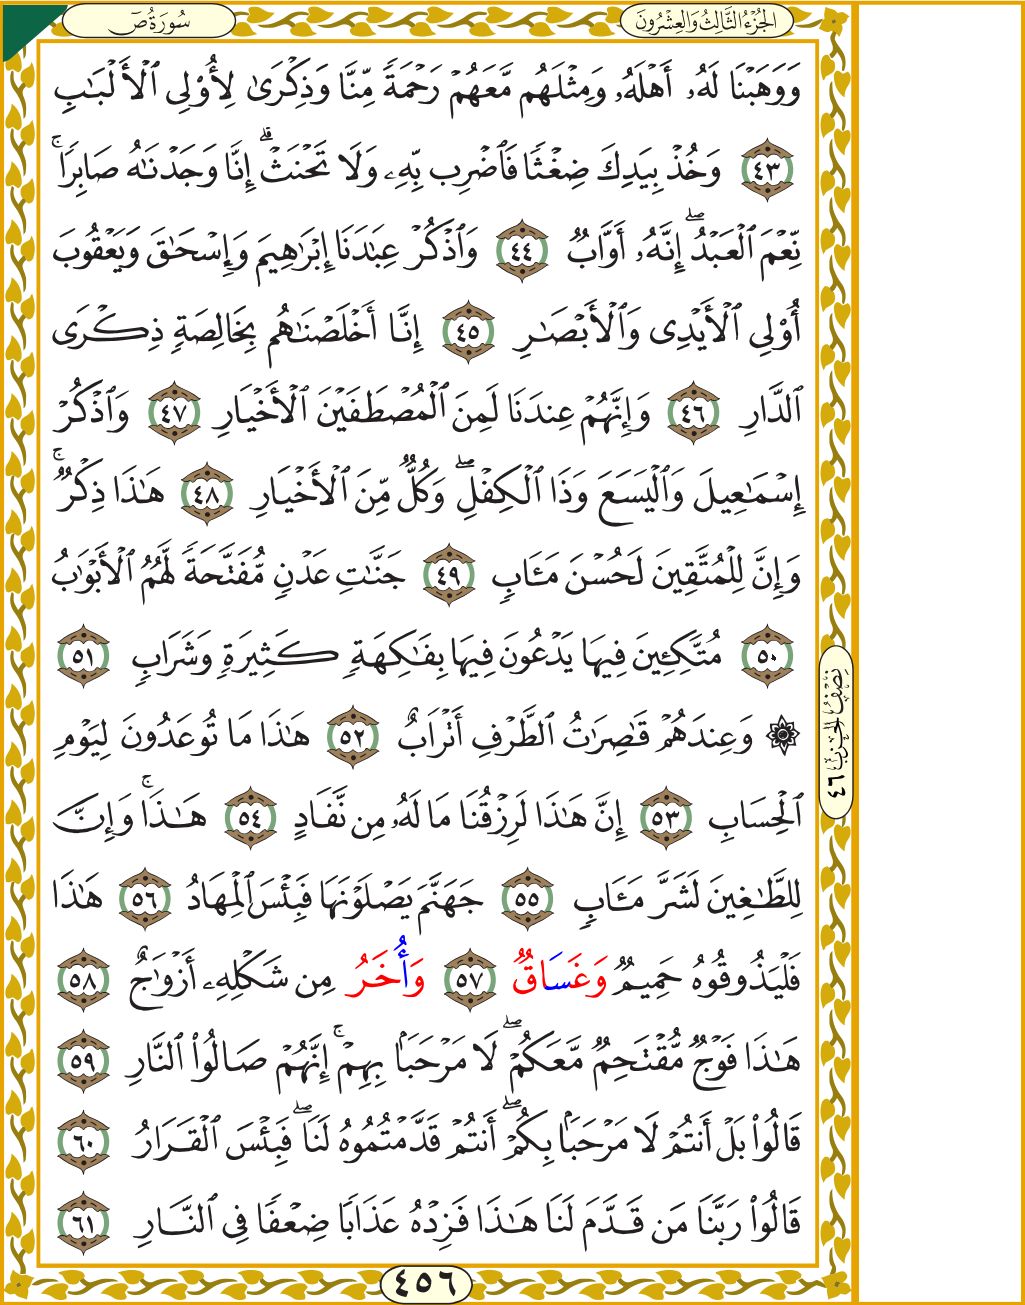 سُورَةُ صٓ
الجُزْءُ الثَّالِثُ وَالعِشْرُونَ
وَوَهَبْنَا لَهُۥ أَهْلَهُۥ وَمِثْلَهُم مَّعَهُمْ رَحْمَةً مِّنَّا وَذِكْرَىٰ لِأُوْلِى ٱلْأَلْبَٰبِ
٤٣ وَخُذْ بِيَدِكَ ضِغْثًا فَٱضْرِب بِّهِۦ وَلَا تَحْنَثْ ۗ إِنَّا وَجَدْنَٰهُ صَابِرًا ۚ
نِّعْمَ ٱلْعَبْدُ ۖ إِنَّهُۥ أَوَّابٌ ٤٤ وَٱذْكُرْ عِبَٰدَنَا إِبْرَٰهِيمَ وَإِسْحَٰقَ وَيَعْقُوبَ
أُوْلِى ٱلْأَيْدِى وَٱلْأَبْصَٰرِ ٤٥ إِنَّا أَخْلَصْنَٰهُم بِخَالِصَةٍ ذِكْرَى
ٱلدَّارِ ٤٦ وَإِنَّهُمْ عِندَنَا لَمِنَ ٱلْمُصْطَفَيْنَ ٱلْأَخْيَارِ ٤٧ وَٱذْكُرْ
إِسْمَٰعِيلَ وَٱلْيَسَعَ وَذَا ٱلْكِفْلِ ۖ وَكُلٌّ مِّنَ ٱلْأَخْيَارِ ٤٨ هَٰذَا ذِكْرٌ ۚ
وَإِنَّ لِلْمُتَّقِينَ لَحُسْنَ مَـَٔابٍ ٤٩ جَنَّٰتِ عَدْنٍ مُّفَتَّحَةً لَّهُمُ ٱلْأَبْوَٰبُ
٥٠ مُتَّكِـِٔينَ فِيهَا يَدْعُونَ فِيهَا بِفَٰكِهَةٍ كَثِيرَةٍ وَشَرَابٍ ٥١
۞ وَعِندَهُمْ قَٰصِرَٰتُ ٱلطَّرْفِ أَتْرَابٌ ٥٢ هَٰذَا مَا تُوعَدُونَ لِيَوْمِ
ٱلْحِسَابِ ٥٣ إِنَّ هَٰذَا لَرِزْقُنَا مَا لَهُۥ مِن نَّفَادٍ ٥٤ هَٰذَا ۚ وَإِنَّ
لِلطَّٰغِينَ لَشَرَّ مَـَٔابٍ ٥٥ جَهَنَّمَ يَصْلَوْنَهَا فَبِئْسَ ٱلْمِهَادُ ٥٦ هَٰذَا
فَلْيَذُوقُوهُ حَمِيمٌ وَغَسَاقٌ ٥٧ وَأُخَرُ مِن شَكْلِهِۦ أَزْوَٰجٌ ٥٨
هَٰذَا فَوْجٌ مُّقْتَحِمٌ مَّعَكُمْ ۖ لَا مَرْحَبًۢا بِهِمْ ۚ إِنَّهُمْ صَالُوا۟ ٱلنَّارِ ٥٩
قَالُوا۟ بَلْ أَنتُمْ لَا مَرْحَبًۢا بِكُمْ ۖ أَنتُمْ قَدَّمْتُمُوهُ لَنَا ۖ فَبِئْسَ ٱلْقَرَارُ ٦٠
قَالُوا۟ رَبَّنَا مَن قَدَّمَ لَنَا هَٰذَا فَزِدْهُ عَذَابًا ضِعْفًا فِى ٱلنَّارِ ٦١
نِصْفُ الحِزْبِ ٤٦
٤٥٦